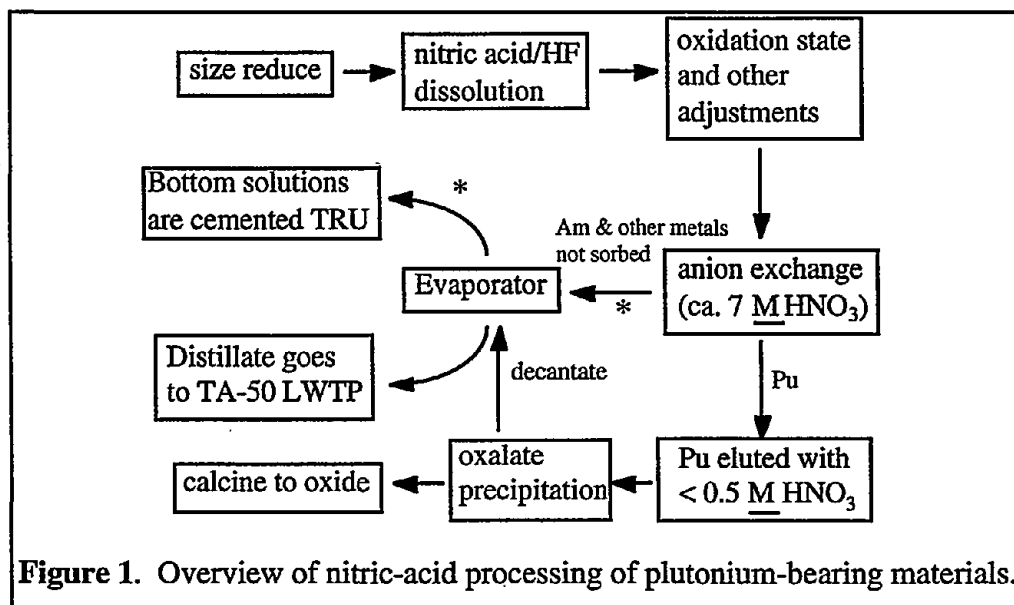 size reduce
nitric acid/HF
dissolution
oxidation state
and other
adjustments
Bottom solutions
are cemented TRU
*
Am & other metals
not sorbed
Evaporator
*
anion exchange
(ca. 7 M HNO₃)
Distillate goes
to TA-50 LWTP
decantate
Pu
calcine to oxide
oxalate
precipitation
Pu eluted with
< 0.5 M HNO₃
Figure 1. Overview of nitric-acid processing of plutonium-bearing materials.